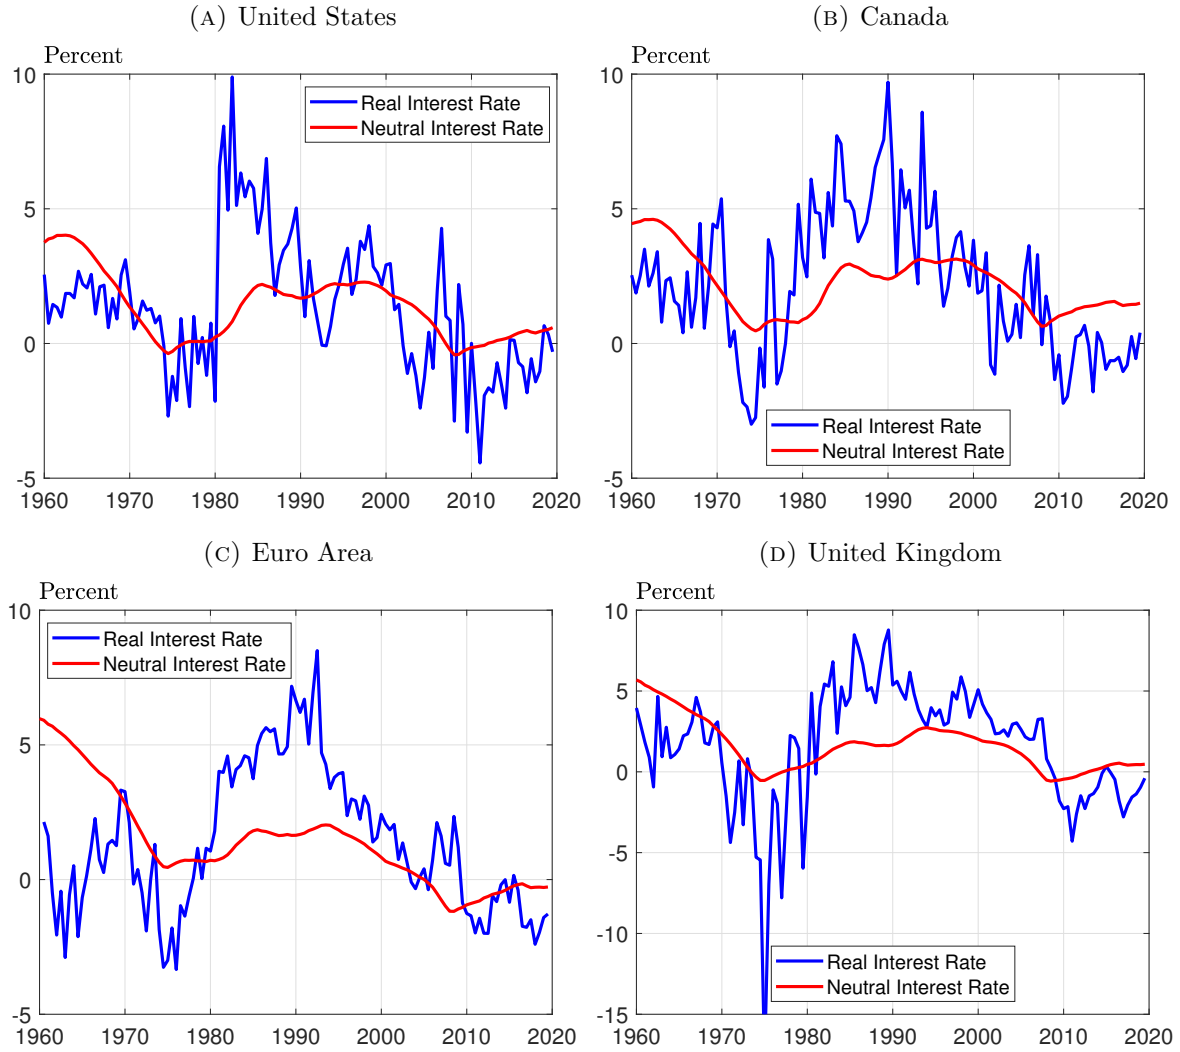 (A) United States
Percent
10
5
0
-5
1960 1970 1980 1990 2000 2010 2020
Real Interest Rate
Neutral Interest Rate
(B) Canada
Percent
10
5
0
-5
1960 1970 1980 1990 2000 2010 2020
Real Interest Rate
Neutral Interest Rate
(C) Euro Area
Percent
10
5
0
-5
1960 1970 1980 1990 2000 2010 2020
Real Interest Rate
Neutral Interest Rate
(D) United Kingdom
Percent
10
5
0
-5
-10
-15
1960 1970 1980 1990 2000 2010 2020
Real Interest Rate
Neutral Interest Rate